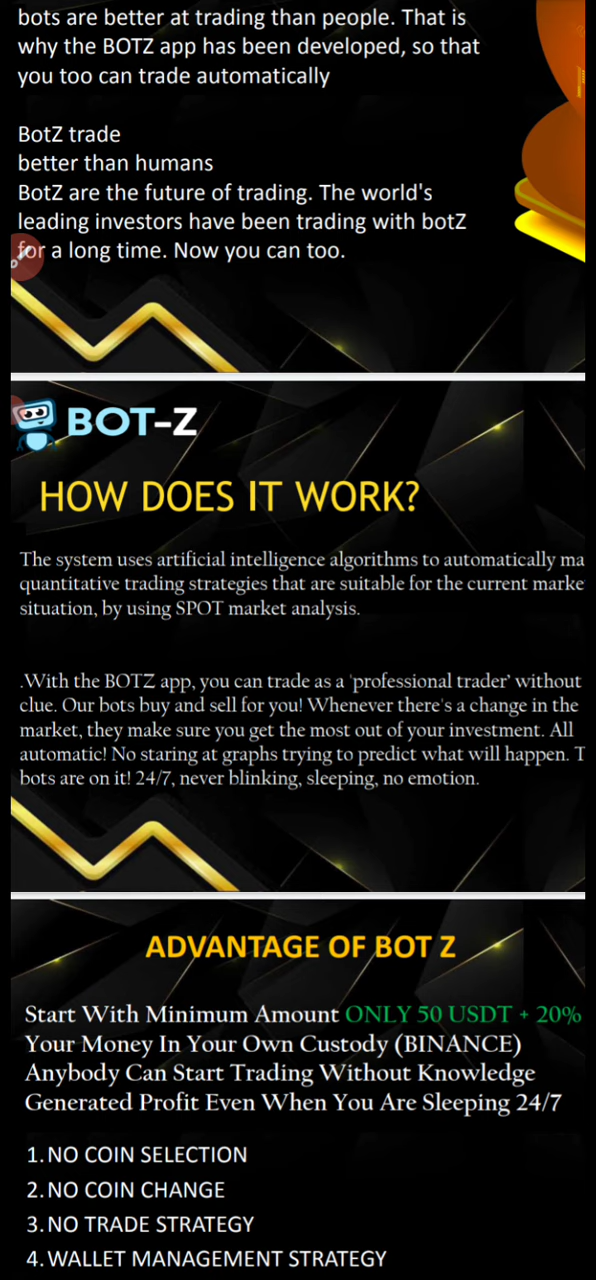 bots are better at trading than people. That is
why the BOTZ app has been developed, so that
you too can trade automatically
BotZ trade
better than humans
BotZ are the future of trading. The world's
leading investors have been trading with botZ
for a long time. Now you can too.
BOT-Z
HOW DOES IT WORK?
The system uses artificial intelligence algorithms to automatically ma
quantitative trading strategies that are suitable for the current marke
situation, by using SPOT market analysis.
.With the BOTZ app, you can trade as a 'professional trader' without
clue. Our bots buy and sell for you! Whenever there's a change in the
market, they make sure you get the most out of your investment. All
automatic! No staring at graphs trying to predict what will happen. T
bots are on it! 24/7, never blinking, sleeping, no emotion.
ADVANTAGE OF BOT Z
Start With Minimum Amount ONLY 50 USDT + 20%
Your Money In Your Own Custody (BINANCE)
Anybody Can Start Trading Without Knowledge
Generated Profit Even When You Are Sleeping 24/7
1. NO COIN SELECTION
2. NO COIN CHANGE
3. NO TRADE STRATEGY
4. WALLET MANAGEMENT STRATEGY